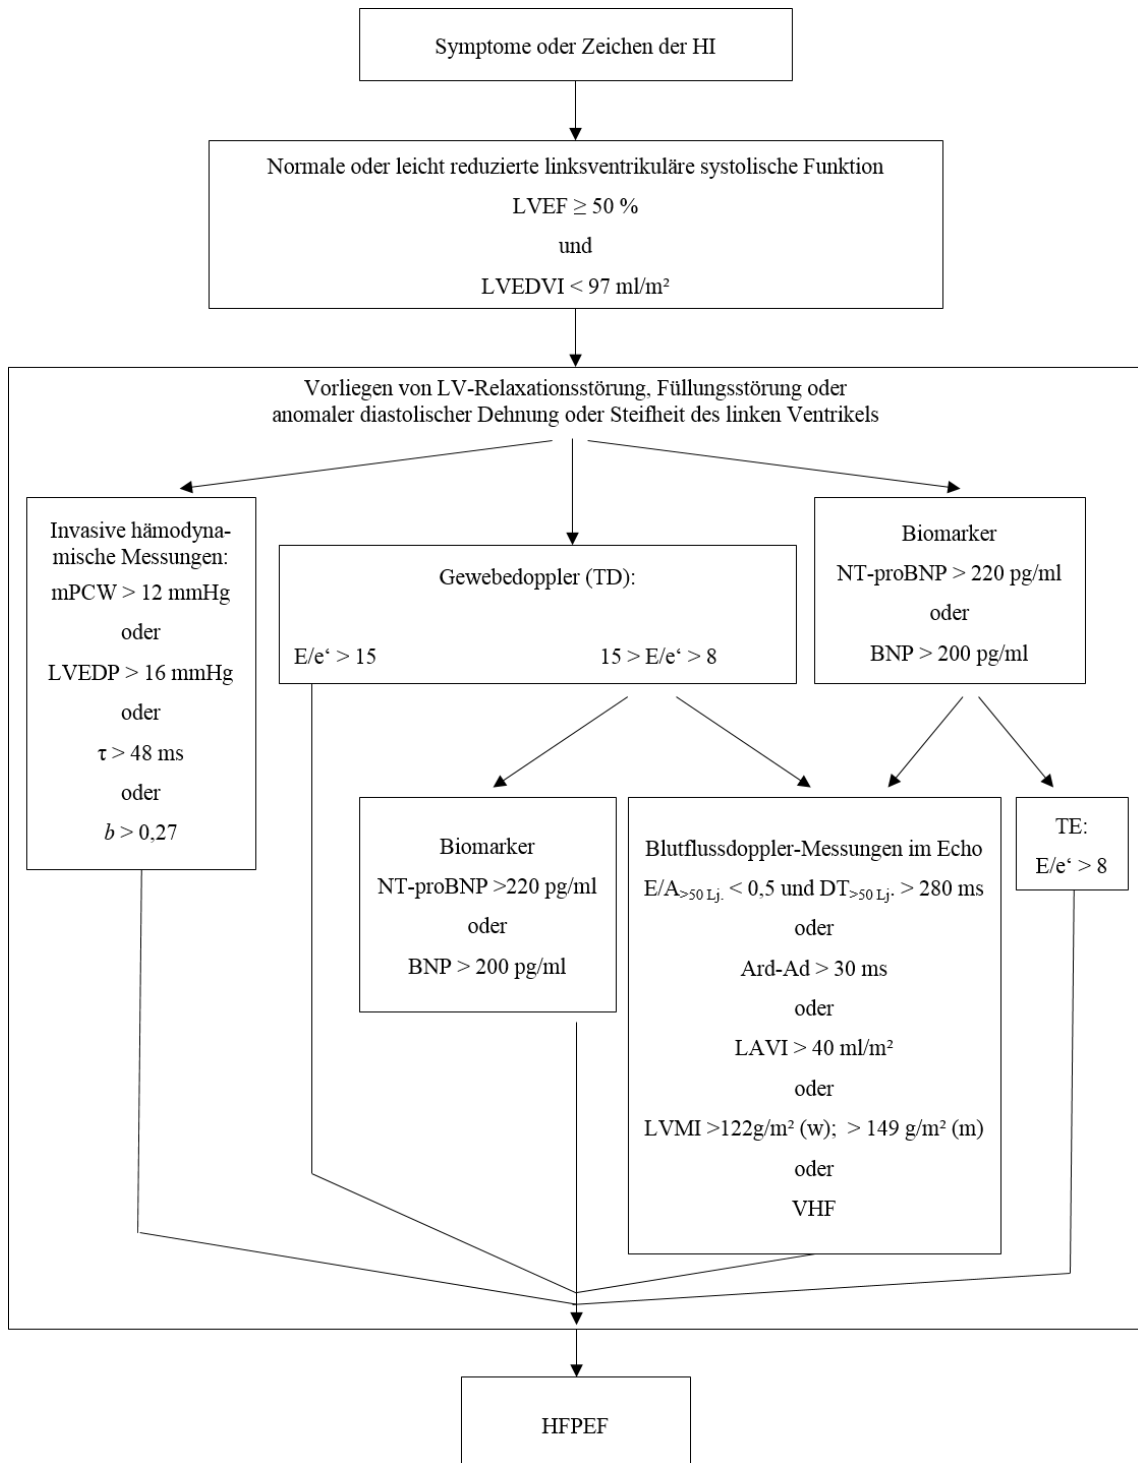 Symptome oder Zeichen der HI
Normale oder leicht reduzierte linksventrikuläre systolische Funktion
LVEF ≥ 50 %
und
LVEDVI < 97 ml/m²
Vorliegen von LV-Relaxationsstörung, Füllungsstörung oder
anomaler diastolischer Dehnung oder Steifheit des linken Ventrikels
Invasive hämodyna-
mische Messungen:
mPCW > 12 mmHg
oder
LVEDP > 16 mmHg
oder
τ > 48 ms
oder
b > 0,27
Gewebedoppler (TD):
E/e‘ > 15
15 > E/e‘ > 8
Biomarker
NT-proBNP > 220 pg/ml
oder
BNP > 200 pg/ml
Biomarker
NT-proBNP >220 pg/ml
oder
BNP > 200 pg/ml
Blutflussdoppler-Messungen im Echo
E/A>50 Lj. < 0,5 und DT>50 Lj. > 280 ms
oder
Ard-Ad > 30 ms
oder
LAVI > 40 ml/m²
oder
LVMI >122g/m² (w); > 149 g/m² (m)
oder
VHF
TE:
E/e‘ > 8
HFPEF